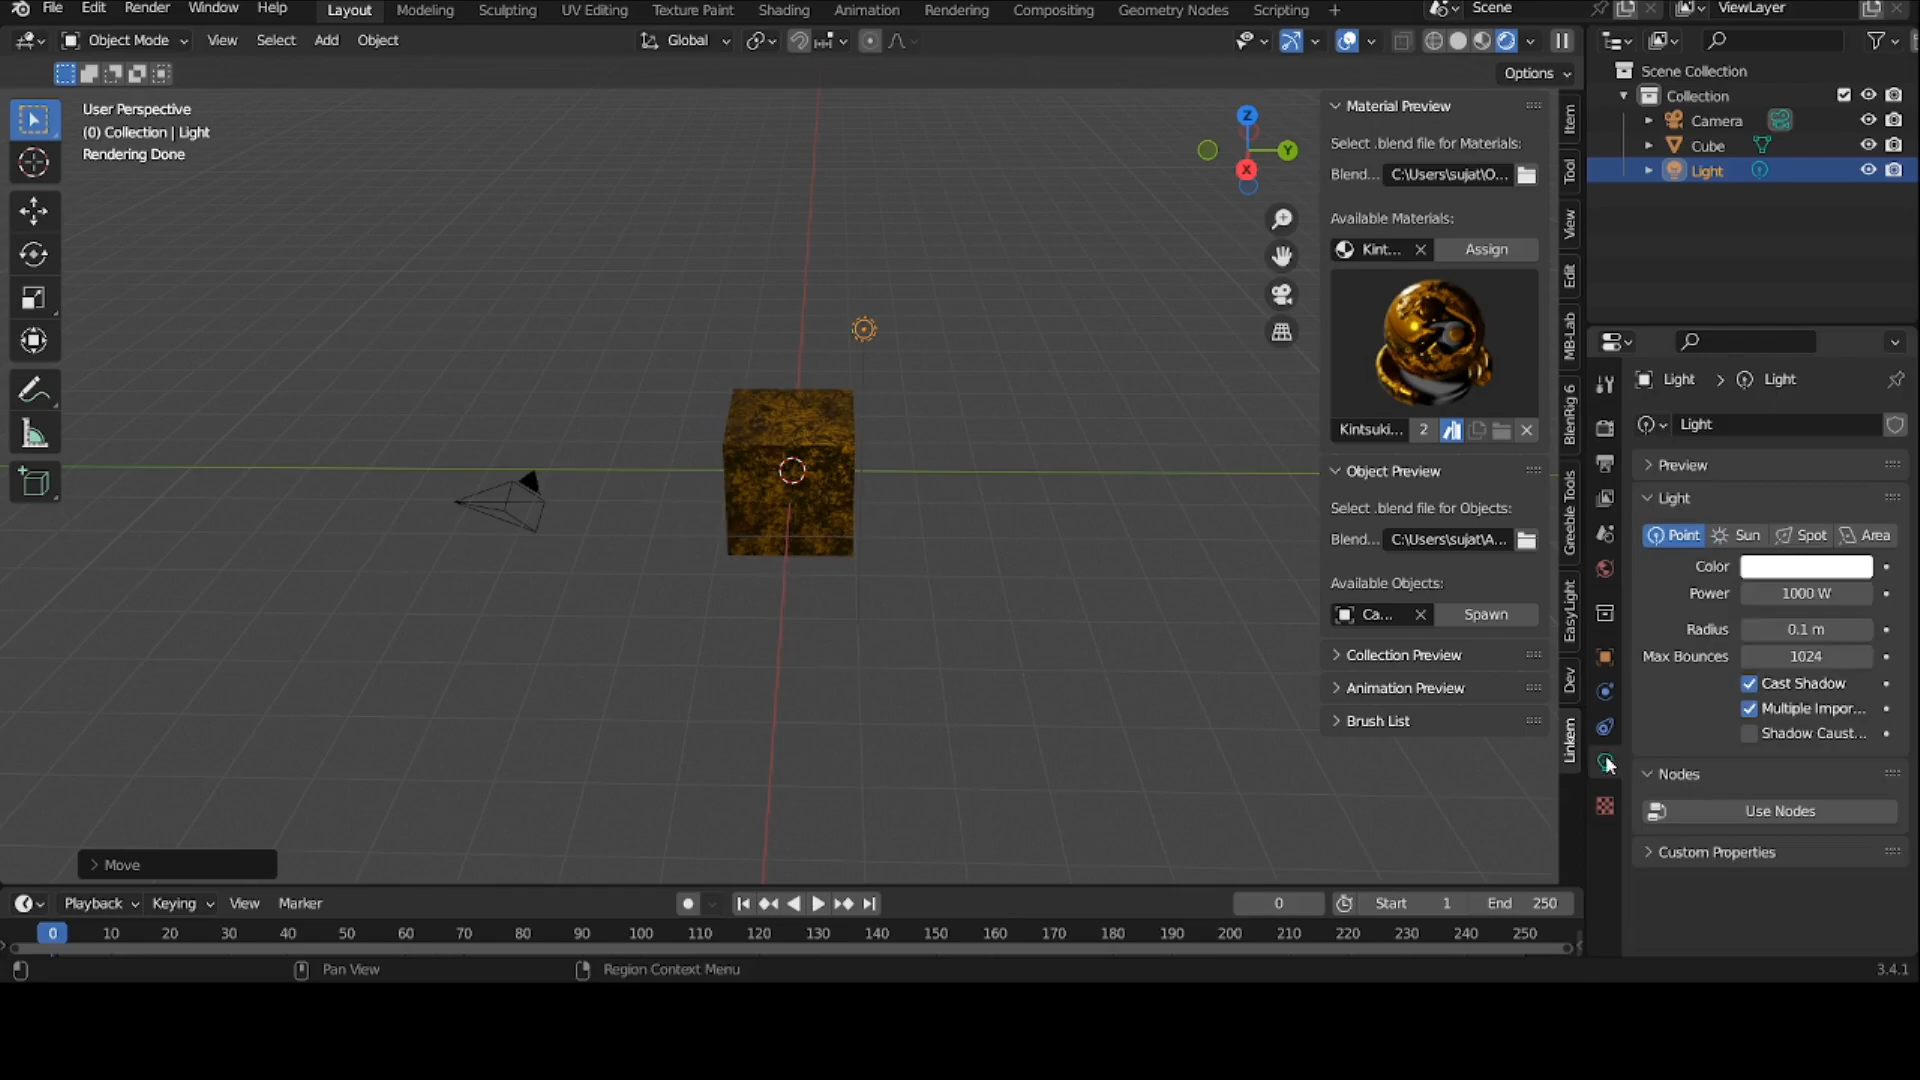 File Edit Render Window Help Layout Modeling Sculpting UV Editing Texture Paint Shading Animation Rendering Compositing Geometry Nodes Scripting + Scene ViewLayer
Object Mode View Select Add Object Global
Options
User Perspective
(0) Collection | Light
Rendering Done
Z
Y
X
Material Preview
Select .blend file for Materials:
Blend... C:\Users\sujat\O...
Available Materials:
Kint... Assign
Kintsuki... 2
Object Preview
Select .blend file for Objects:
Blend... C:\Users\sujat\A...
Available Objects:
Ca... Spawn
Collection Preview
Animation Preview
Brush List
Item
Tool
View
Edit
MB-Lab
BlenRig 6
Greeble Tools
EasyLight
Dev
Linkem
Scene Collection
Collection
Camera
Cube
Light
Light > Light
Light
Preview
Light
Point Sun Spot Area
Color
Power 1000 W
Radius 0.1 m
Max Bounces 1024
Cast Shadow
Multiple Impor...
Shadow Caust...
Nodes
Use Nodes
Custom Properties
Move
Playback Keying View Marker 0 Start 1 End 250
0 10 20 30 40 50 60 70 80 90 100 110 120 130 140 150 160 170 180 190 200 210 220 230 240 250
Pan View Region Context Menu 3.4.1